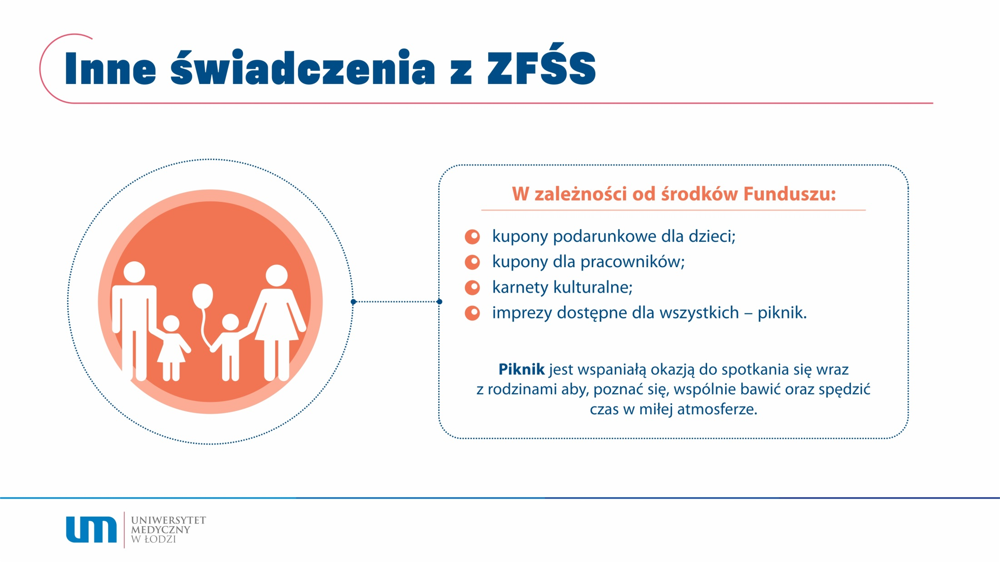 Inne świadczenia z ZFŚS
W zależności od środków Funduszu:
kupony podarunkowe dla dzieci;
kupony dla pracowników;
karnety kulturalne;
imprezy dostępne dla wszystkich – piknik.
Piknik jest wspaniałą okazją do spotkania się wraz
z rodzinami aby, poznać się, wspólnie bawić oraz spędzić
czas w miłej atmosferze.
um
UNIWERSYTET
MEDYCZNY
W ŁODZI